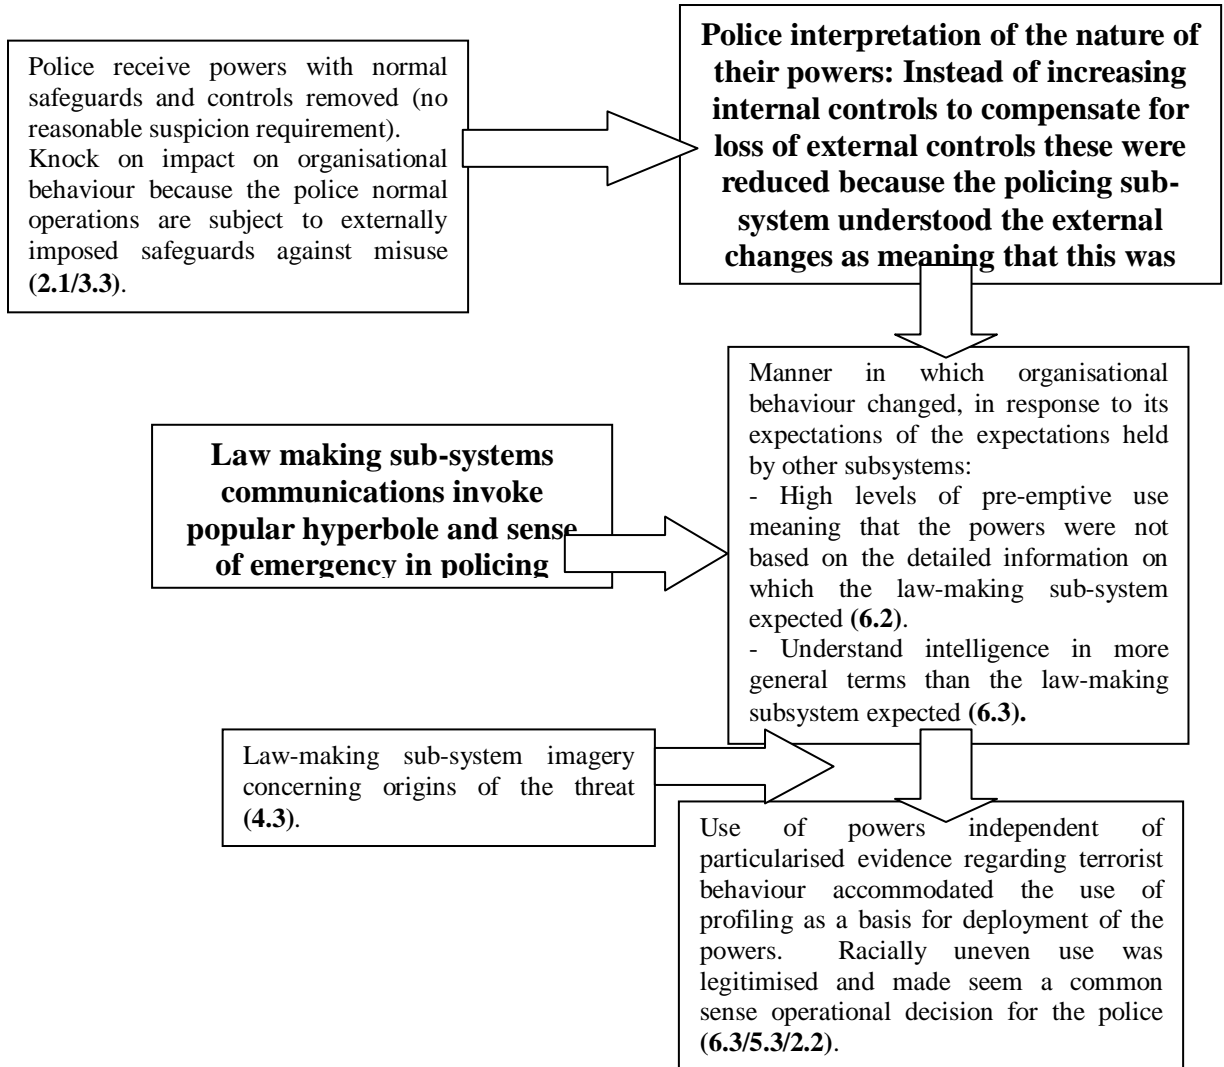 Police receive powers with normal
safeguards and controls removed (no
reasonable suspicion requirement).
Knock on impact on organisational
behaviour because the police normal
operations are subject to externally
imposed safeguards against misuse
(2.1/3.3).
Police interpretation of the nature of
their powers: Instead of increasing
internal controls to compensate for
loss of external controls these were
reduced because the policing sub-
system understood the external
changes as meaning that this was
Law making sub-systems
communications invoke
popular hyperbole and sense
of emergency in policing
Manner in which organisational
behaviour changed, in response to its
expectations of the expectations held
by other subsystems:
- High levels of pre-emptive use
meaning that the powers were not
based on the detailed information on
which the law-making sub-system
expected (6.2).
- Understand intelligence in more
general terms than the law-making
subsystem expected (6.3).
Law-making sub-system imagery
concerning origins of the threat
(4.3).
Use of powers independent of
particularised evidence regarding terrorist
behaviour accommodated the use of
profiling as a basis for deployment of the
powers. Racially uneven use was
legitimised and made seem a common
sense operational decision for the police
(6.3/5.3/2.2).